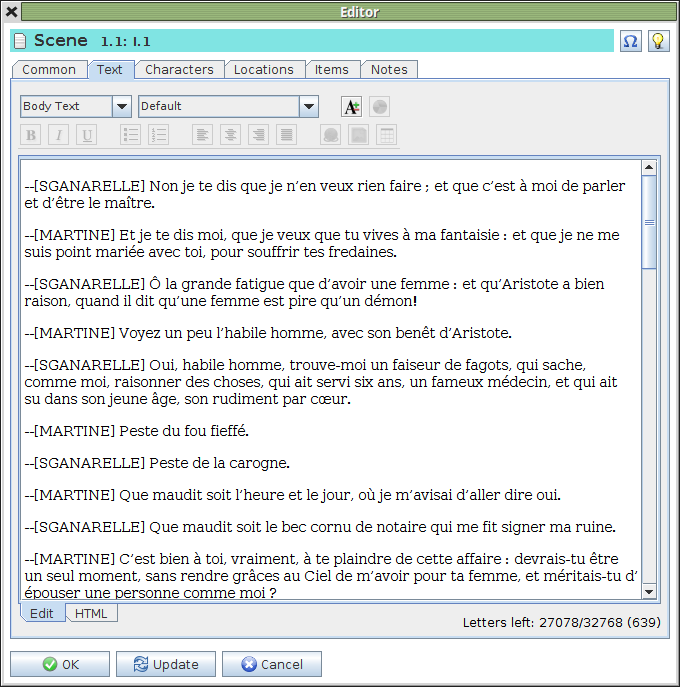 Editor
Scene 1.1: I.1
Ω
Common Text Characters Locations Items Notes
Body Text Default A
B I U
--[SGANARELLE] Non je te dis que je n’en veux rien faire ; et que c’est à moi de parler
et d’être le maître.
--[MARTINE] Et je te dis moi, que je veux que tu vives à ma fantaisie : et que je ne me
suis point mariée avec toi, pour souffrir tes fredaines.
--[SGANARELLE] Ô la grande fatigue que d’avoir une femme : et qu’Aristote a bien
raison, quand il dit qu’une femme est pire qu’un démon!
--[MARTINE] Voyez un peu l’habile homme, avec son benêt d’Aristote.
--[SGANARELLE] Oui, habile homme, trouve-moi un faiseur de fagots, qui sache,
comme moi, raisonner des choses, qui ait servi six ans, un fameux médecin, et qui ait
su dans son jeune âge, son rudiment par cœur.
--[MARTINE] Peste du fou fieffé.
--[SGANARELLE] Peste de la carogne.
--[MARTINE] Que maudit soit l’heure et le jour, où je m’avisai d’aller dire oui.
--[SGANARELLE] Que maudit soit le bec cornu de notaire qui me fit signer ma ruine.
--[MARTINE] C’est bien à toi, vraiment, à te plaindre de cette affaire : devrais-tu être
un seul moment, sans rendre grâces au Ciel de m’avoir pour ta femme, et méritais-tu d’
épouser une personne comme moi ?
Edit HTML
Letters left: 27078/32768 (639)
OK Update Cancel